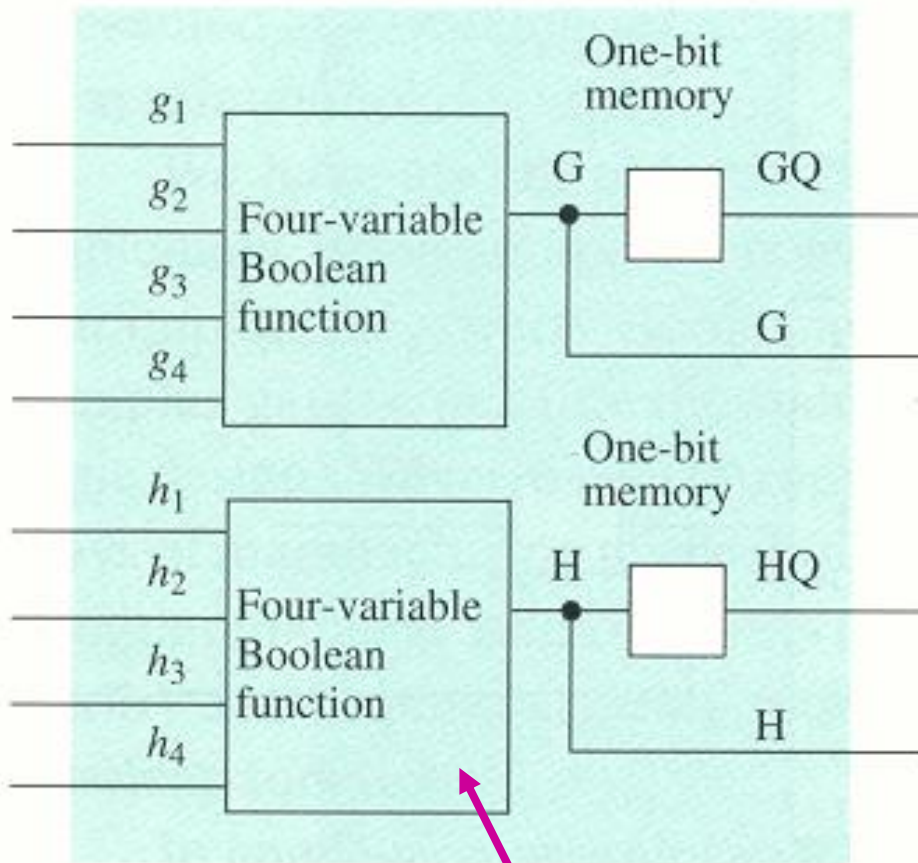 One-bit
memory
g1
g2
g3
g4
Four-variable
Boolean
function
G
GQ
G
One-bit
memory
h1
h2
h3
h4
Four-variable
Boolean
function
H
HQ
H